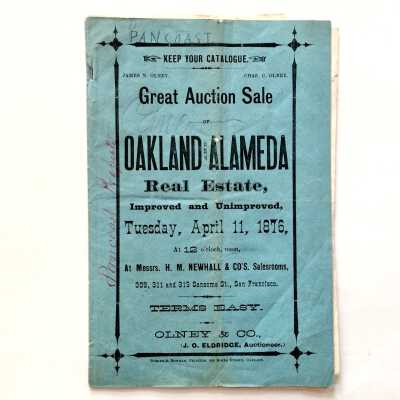 PANCOAST
KEEP YOUR CATALOGUE.
JAMES N. OLNEY. CHAS. C. OLNEY.
Great Auction Sale
OF
OAKLAND AND ALAMEDA
Real Estate,
Improved and Unimproved,
Tuesday, April 11, 1876,
At 12 o'clock, noon,
At Messrs. H. M. NEWHALL & CO'S. Salesrooms,
309, 311 and 313 Sansome St., San Francisco.
TERMS EASY.
OLNEY & CO.,
(J. O. ELDRIDGE, Auctioneer.)